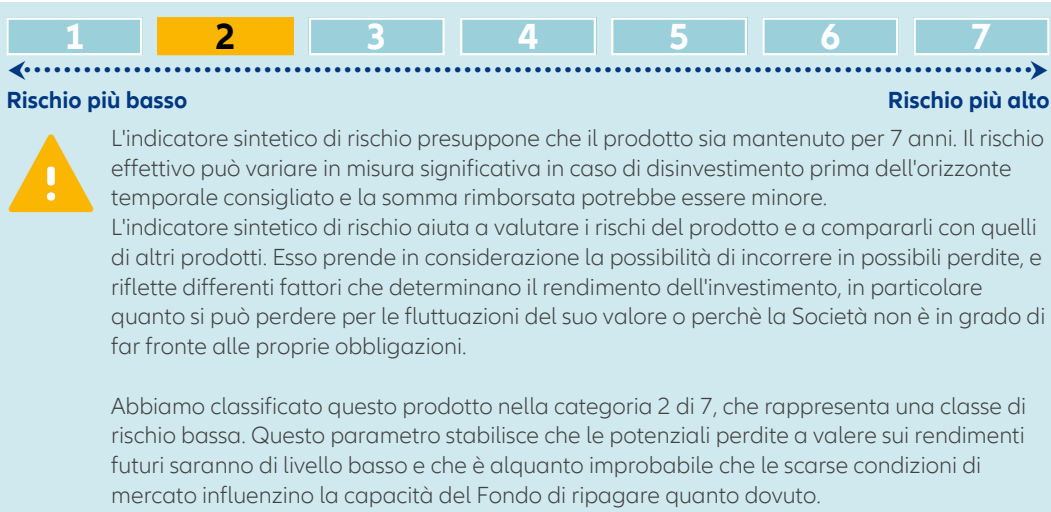 1 2 3 4 5 6 7
Rischio più basso Rischio più alto
L'indicatore sintetico di rischio presuppone che il prodotto sia mantenuto per 7 anni. Il rischio
effettivo può variare in misura significativa in caso di disinvestimento prima dell'orizzonte
temporale consigliato e la somma rimborsata potrebbe essere minore.
L'indicatore sintetico di rischio aiuta a valutare i rischi del prodotto e a compararli con quelli
di altri prodotti. Esso prende in considerazione la possibilità di incorrere in possibili perdite, e
riflette differenti fattori che determinano il rendimento dell'investimento, in particolare
quanto si può perdere per le fluttuazioni del suo valore o perchè la Società non è in grado di
far fronte alle proprie obbligazioni.
Abbiamo classificato questo prodotto nella categoria 2 di 7, che rappresenta una classe di
rischio bassa. Questo parametro stabilisce che le potenziali perdite a valere sui rendimenti
futuri saranno di livello basso e che è alquanto improbabile che le scarse condizioni di
mercato influenzino la capacità del Fondo di ripagare quanto dovuto.